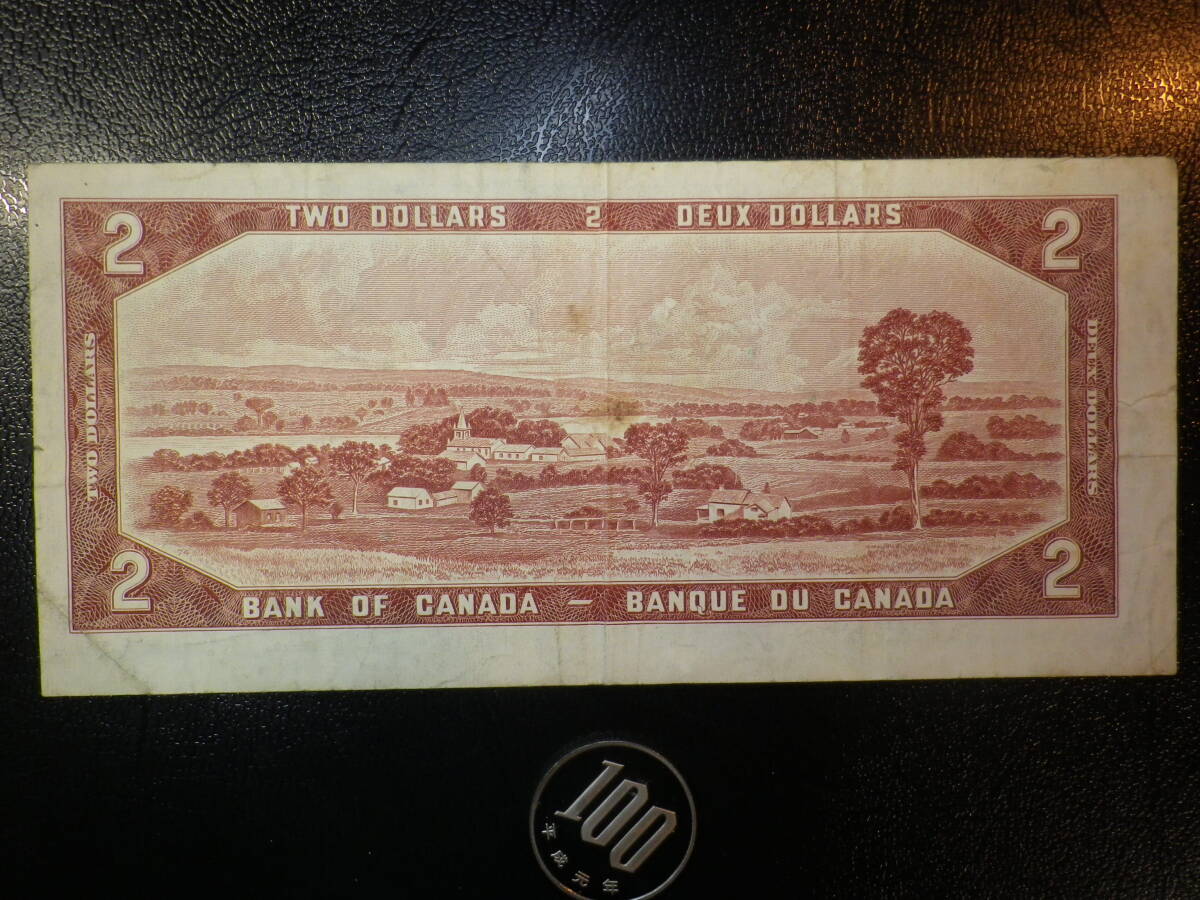 2 TWO DOLLARS 2 DEUX DOLLARS 2
TWO DOLLARS
DEUX DOLLARS
2 BANK OF CANADA – BANQUE DU CANADA 2
100
平成元年